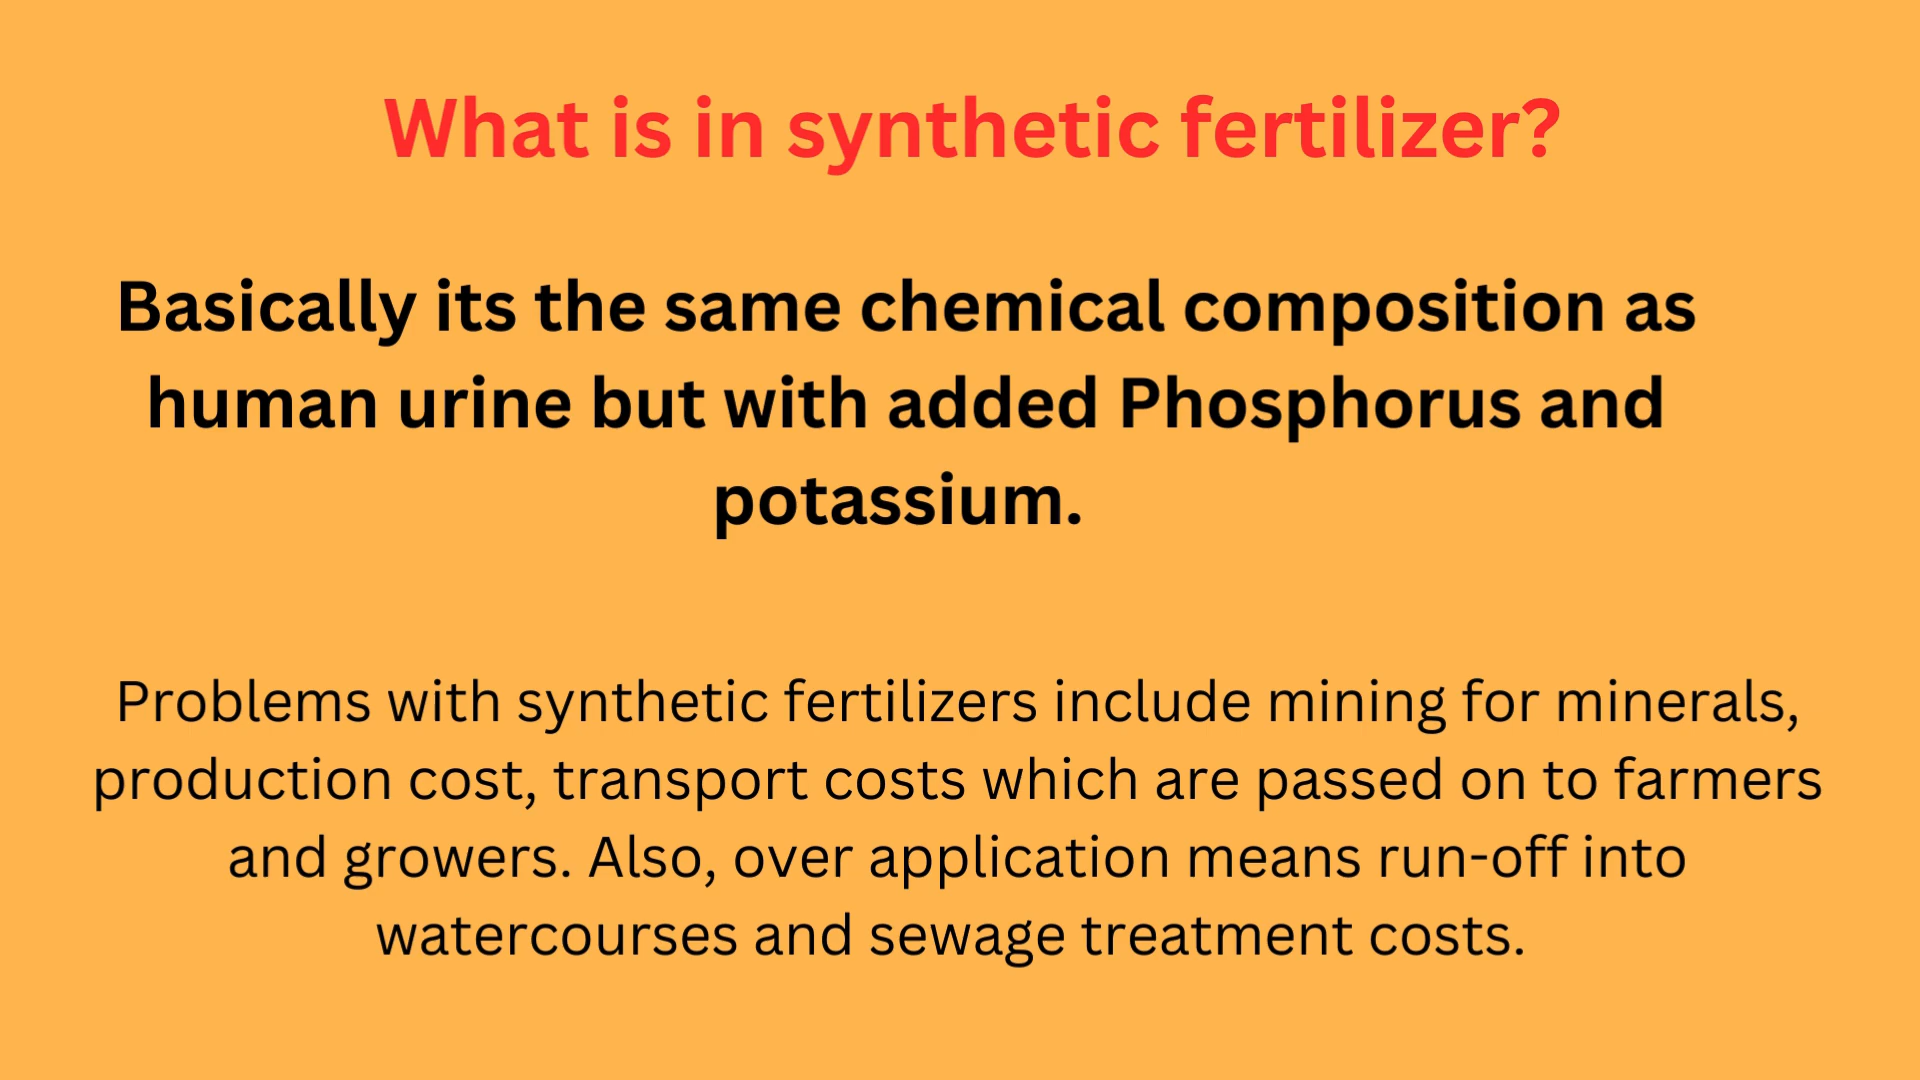 What is in synthetic fertilizer?
Basically its the same chemical composition as
human urine but with added Phosphorus and
potassium.
Problems with synthetic fertilizers include mining for minerals,
production cost, transport costs which are passed on to farmers
and growers. Also, over application means run-off into
watercourses and sewage treatment costs.